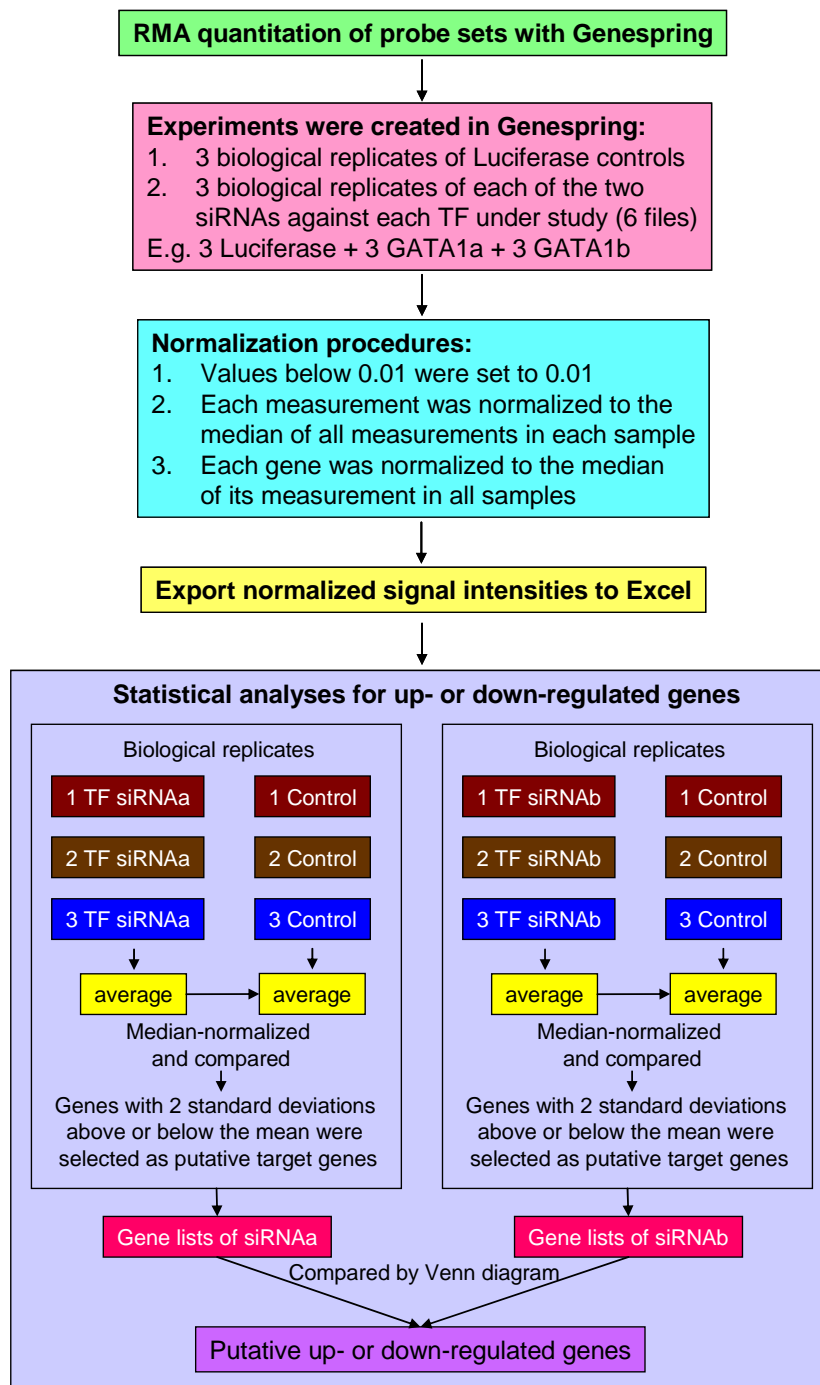 RMA quantitation of probe sets with Genespring
Experiments were created in Genespring:
1. 3 biological replicates of Luciferase controls
2. 3 biological replicates of each of the two
siRNAs against each TF under study (6 files)
E.g. 3 Luciferase + 3 GATA1a + 3 GATA1b
Normalization procedures:
1. Values below 0.01 were set to 0.01
2. Each measurement was normalized to the
median of all measurements in each sample
3. Each gene was normalized to the median
of its measurement in all samples
Export normalized signal intensities to Excel
Statistical analyses for up- or down-regulated genes
Biological replicates
1 TF siRNAa
1 Control
2 TF siRNAa
2 Control
3 TF siRNAa
3 Control
average
average
Median-normalized
and compared
Genes with 2 standard deviations
above or below the mean were
selected as putative target genes
Gene lists of siRNAa
Biological replicates
1 TF siRNAb
1 Control
2 TF siRNAb
2 Control
3 TF siRNAb
3 Control
average
average
Median-normalized
and compared
Genes with 2 standard deviations
above or below the mean were
selected as putative target genes
Gene lists of siRNAb
Compared by Venn diagram
Putative up- or down-regulated genes